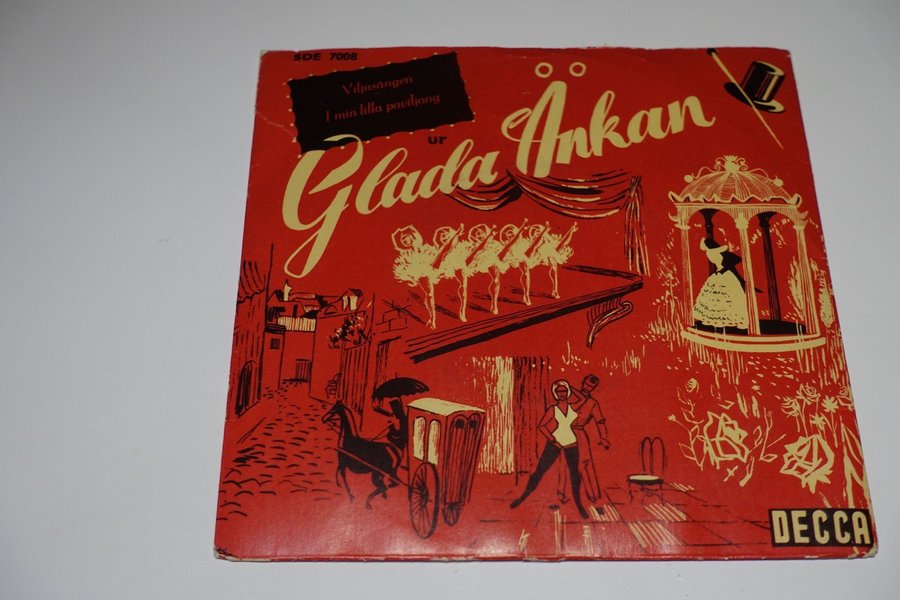 SDE 7008
Viljasången
I min lilla paviljong
ur
Glada Änkan
DECCA